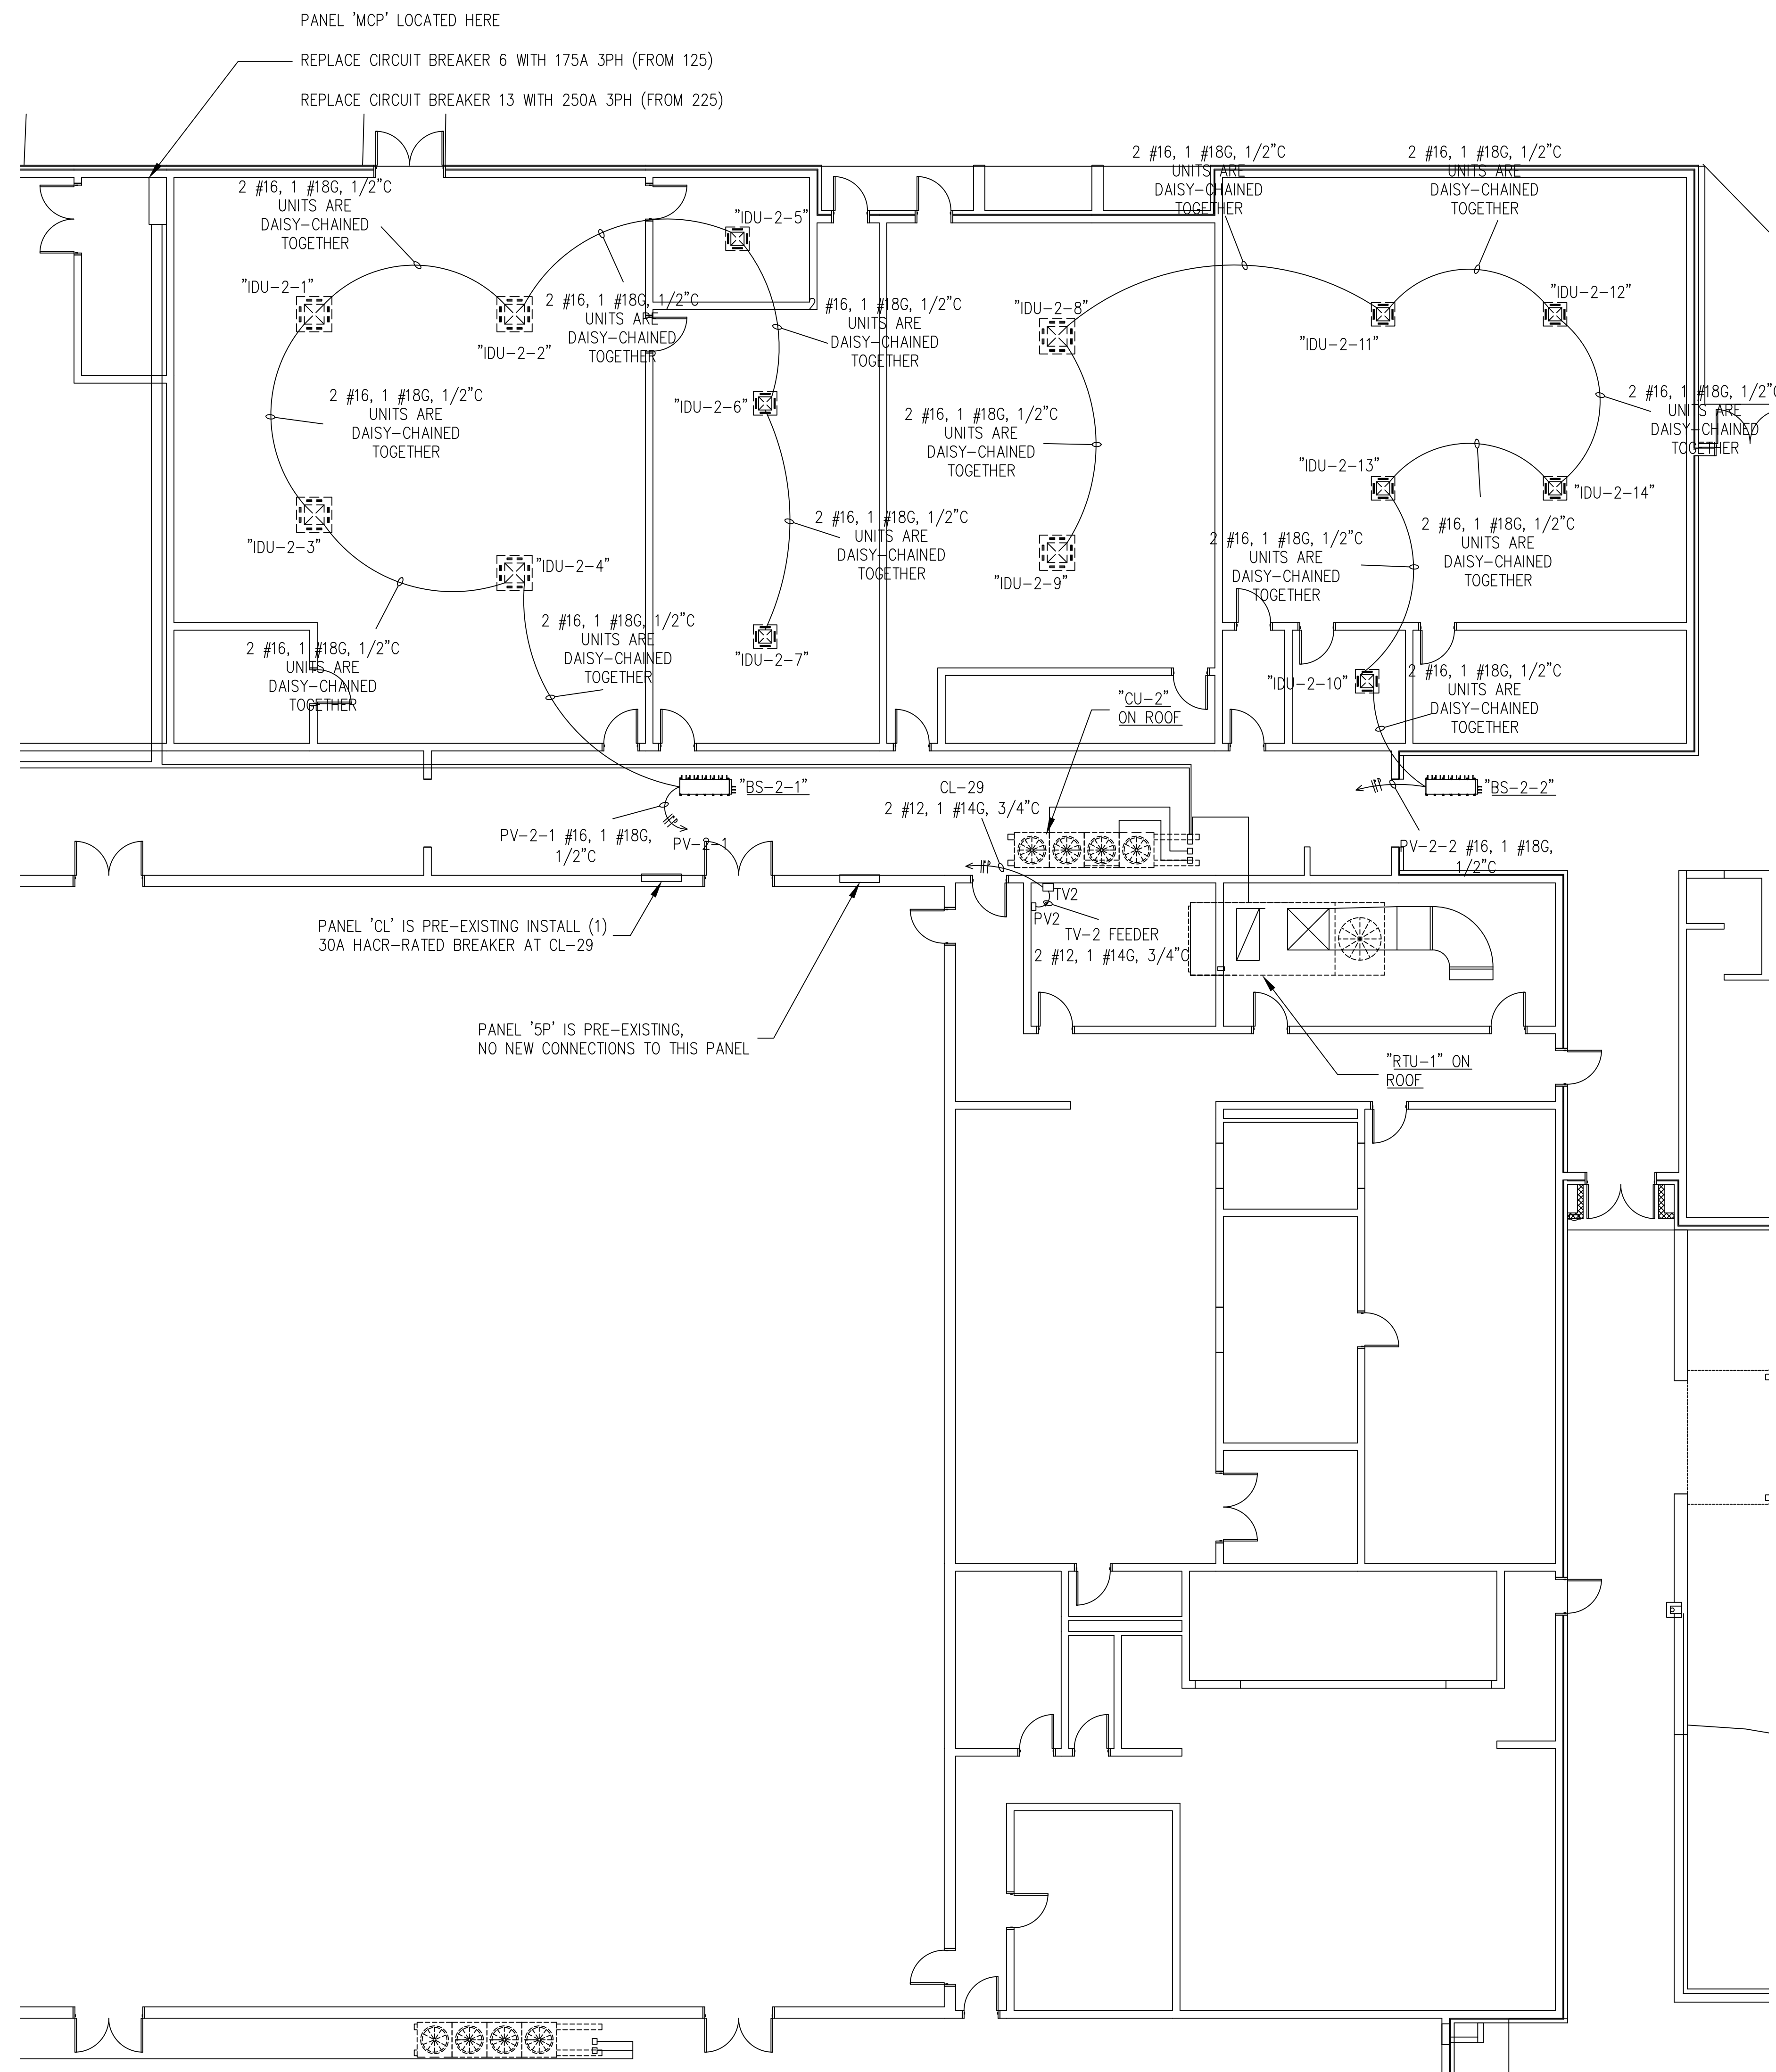 PANEL 'MCP' LOCATED HERE
REPLACE CIRCUIT BREAKER 6 WITH 175A 3PH (FROM 125)
REPLACE CIRCUIT BREAKER 13 WITH 250A 3PH (FROM 225)
2 #16, 1 #18G, 1/2"C
UNITS ARE
DAISY-CHAINED
TOGETHER
2 #16, 1 #18G, 1/2"C
UNITS ARE
DAISY-CHAINED
TOGETHER
2 #16, 1 #18G, 1/2"C
UNITS ARE
DAISY-CHAINED
TOGETHER
"IDU-2-5"
"IDU-2-1"
"IDU-2-2"
2 #16, 1 #18G, 1/2"C
UNITS ARE
DAISY-CHAINED
TOGETHER
2 #16, 1 #18G, 1/2"C
UNITS ARE
DAISY-CHAINED
TOGETHER
"IDU-2-8"
"IDU-2-11"
"IDU-2-12"
2 #16, 1 #18G, 1/2"C
UNITS ARE
DAISY-CHAINED
TOGETHER
"IDU-2-6"
2 #16, 1 #18G, 1/2"C
UNITS ARE
DAISY-CHAINED
TOGETHER
2 #16, 1 #18G, 1/2"C
UNITS ARE
DAISY-CHAINED
TOGETHER
"IDU-2-13"
"IDU-2-14"
"IDU-2-3"
"IDU-2-4"
2 #16, 1 #18G, 1/2"C
UNITS ARE
DAISY-CHAINED
TOGETHER
"IDU-2-9"
2 #16, 1 #18G, 1/2"C
UNITS ARE
DAISY-CHAINED
TOGETHER
2 #16, 1 #18G, 1/2"C
UNITS ARE
DAISY-CHAINED
TOGETHER
2 #16, 1 #18G, 1/2"C
UNITS ARE
DAISY-CHAINED
TOGETHER
2 #16, 1 #18G, 1/2"C
UNITS ARE
DAISY-CHAINED
TOGETHER
"IDU-2-7"
"IDU-2-10"
2 #16, 1 #18G, 1/2"C
UNITS ARE
DAISY-CHAINED
TOGETHER
"CU-2"
ON ROOF
"BS-2-1"
CL-29
2 #12, 1 #14G, 3/4"C
"BS-2-2"
PV-2-1 #16, 1 #18G,
1/2"C
PV-2-1
PV-2-2 #16, 1 #18G,
1/2"C
TV2
PV2
TV-2 FEEDER
2 #12, 1 #14G, 3/4"C
PANEL 'CL' IS PRE-EXISTING INSTALL (1)
30A HACR-RATED BREAKER AT CL-29
PANEL '5P' IS PRE-EXISTING,
NO NEW CONNECTIONS TO THIS PANEL
"RTU-1" ON
ROOF